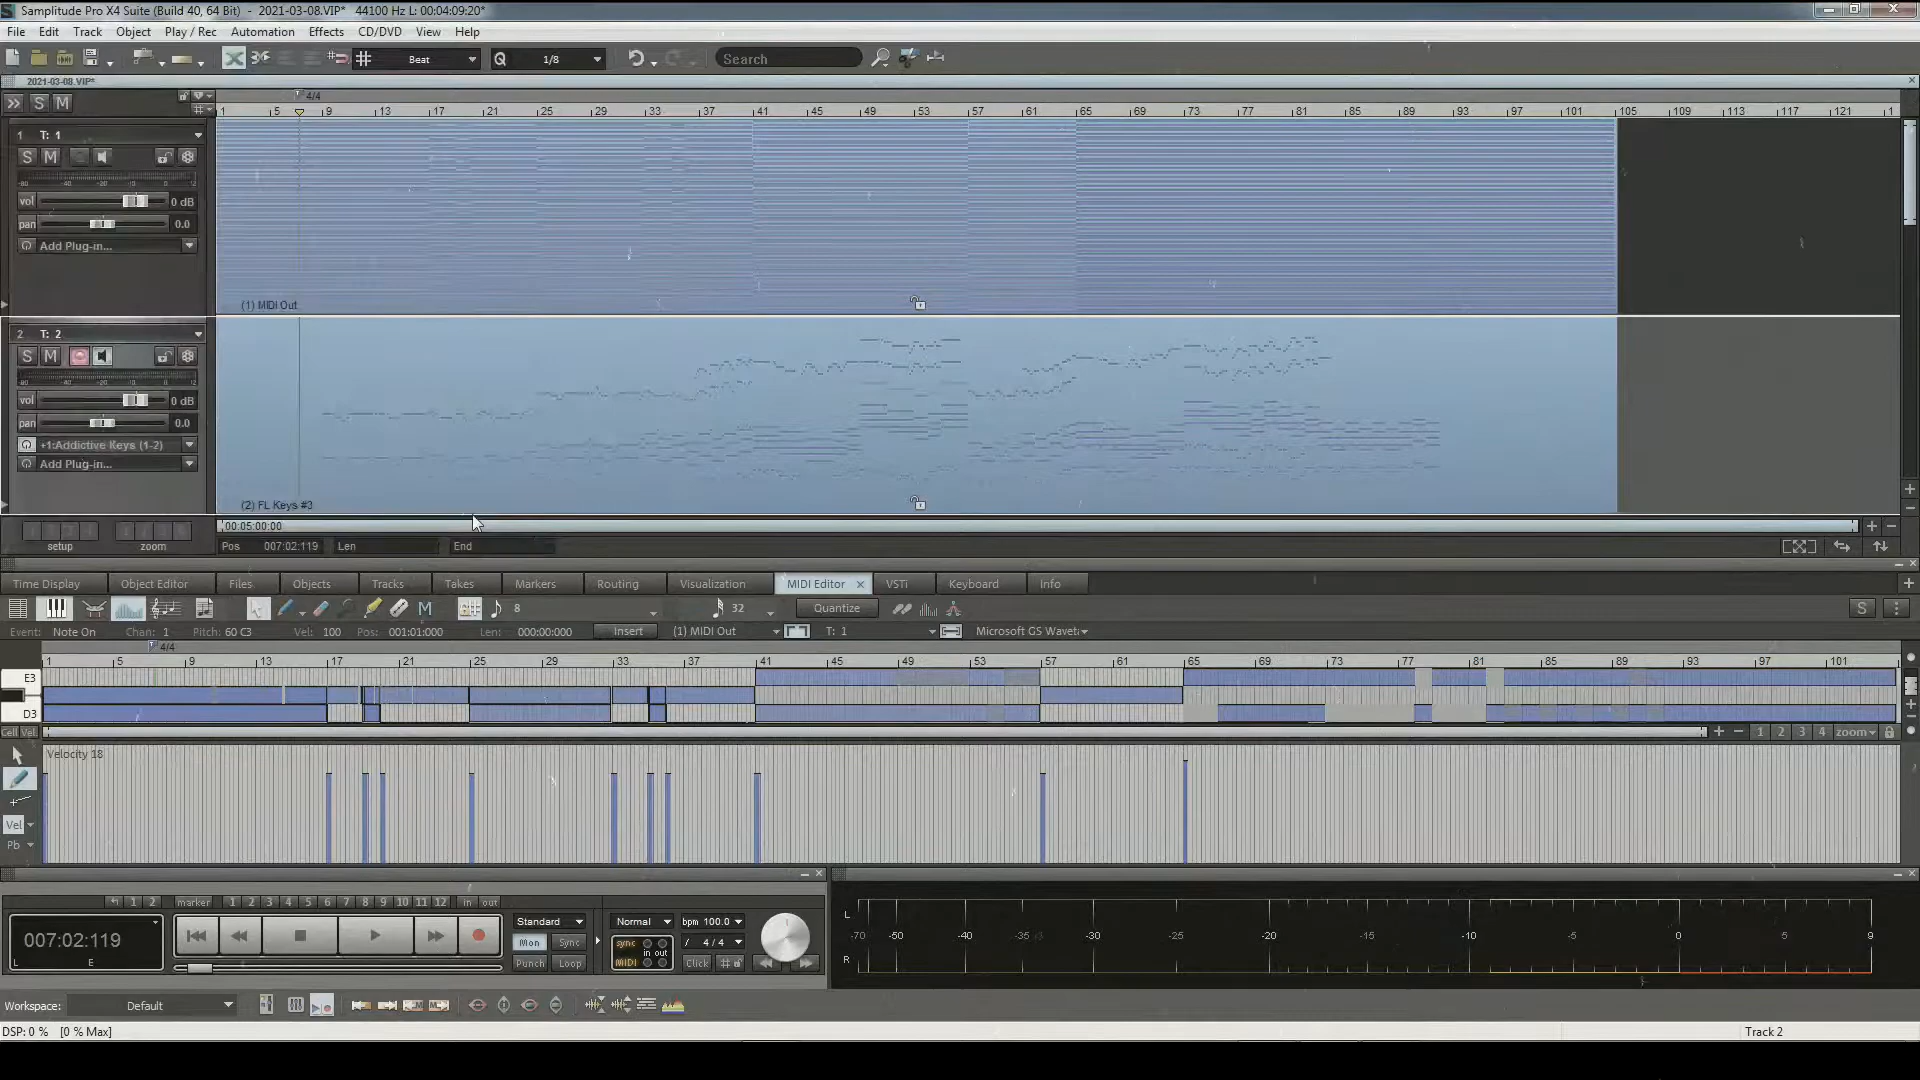 Samplitude Pro X4 Suite (Build 40, 64 Bit) - 2021-03-08.VIP* 44100 Hz L: 00:04:09:20*
File Edit Track Object Play / Rec Automation Effects CD/DVD View Help
Beat Q 1/8 Search
2021-03-08.VIP*
S M
4/4
1 5 9 13 17 21 25 29 33 37 41 45 49 53 57 61 65 69 73 77 81 85 89 93 97 101 105 109 113 117 121 1
1 T: 1
S M
vol 0 dB
pan 0.0
Add Plug-in...
(1) MIDI Out
2 T: 2
S M
vol 0 dB
pan 0.0
+1:Addictive Keys (1-2)
Add Plug-in...
(2) FL Keys #3
00:05:00:00
setup zoom
Pos 007:02:119 Len End
Time Display Object Editor Files Objects Tracks Takes Markers Routing Visualization MIDI Editor VSTi Keyboard Info
M 8 32 Quantize S
Event: Note On Chan: 1 Pitch: 60 C3 Vel: 100 Pos: 001:01:000 Len: 000:00:000 Insert (1) MIDI Out T: 1 Microsoft GS Waveta
4/4
1 5 9 13 17 21 25 29 33 37 41 45 49 53 57 61 65 69 73 77 81 85 89 93 97 101
E3
D3
Cell Vel. 1 2 3 4 zoom
Velocity 18
Vel
Pb
1 2 marker 1 2 3 4 5 6 7 8 9 10 11 12 in out
007:02:119
L E
Standard
Mon Sync
Punch Loop
Normal bpm 100.0
sync in out MIDI
/ 4/4
Click
L
-70 -50 -40 -35 -30 -25 -20 -15 -10 -5 0 5 9
R
Workspace: Default
DSP: 0 % [0 % Max] Track 2